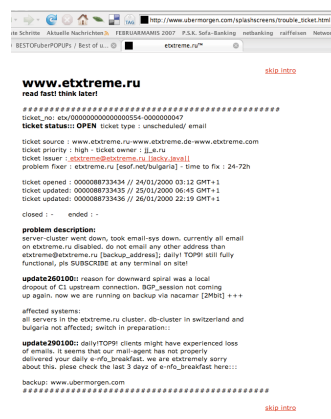 TAG http://www.ubermorgen.com/splashscreens/trouble_ticket.html
te Schritte Aktuelle Nachrichten FEBRUARMAMIS 2007 P.S.K. Sofa-Banking netbanking raiffeisen Networ
BESTOFuberPOPUPs / Best of u... etxtreme.ru™
skip intro
www.etxtreme.ru
read fast! think later!
##################################################
ticket_no: etx/00000000000000554-0000000047
ticket status::: OPEN ticket type : unscheduled/ email
ticket source : www.etxtreme.ru-www.extreme.de-www.extreme.com
ticket priority : high - ticket owner : jj_e.ru
ticket issuer : etxtreme@etxtreme.ru [jacky.java]|
problem fixer : etxtreme.ru [esof.net/bulgaria] - time to fix : 24-72h
ticket opened : 0000088733434 // 24/01/2000 03:12 GMT+1
ticket updated: 0000088733435 // 25/01/2000 06:45 GMT+1
ticket updated: 0000088733436 // 26/01/2000 22:19 GMT+1
closed : - ended : -
problem description:
server-cluster went down, took email-sys down. currently all email
on etxtreme.ru disabled. do not email any other address than
etxtreme@etxtreme.ru [backup_address]; daily! TOP9! still fully
functional, pls SUBSCRIBE at any terminal on site!
update260100:: reason for downward spiral was a local
dropout of C1 upstream connection. BGP_session not coming
up again. now we are running on backup via nacamar [2Mbit] +++
affected systems:
all servers in the extreme.ru cluster. db-cluster in switzerland and
bulgaria not affected; switch in preparation::
update290100:: daily!TOP9! clients might have experienced loss
of emails. it seems that our mail-agent has not properly
delivered your daily e-nfo_breakfast. we are etxtremely sorry
about this. plese check the last 3 dayz of e-nfo_breakfast here:::
backup: www.ubermorgen.com
################################################
skip intro